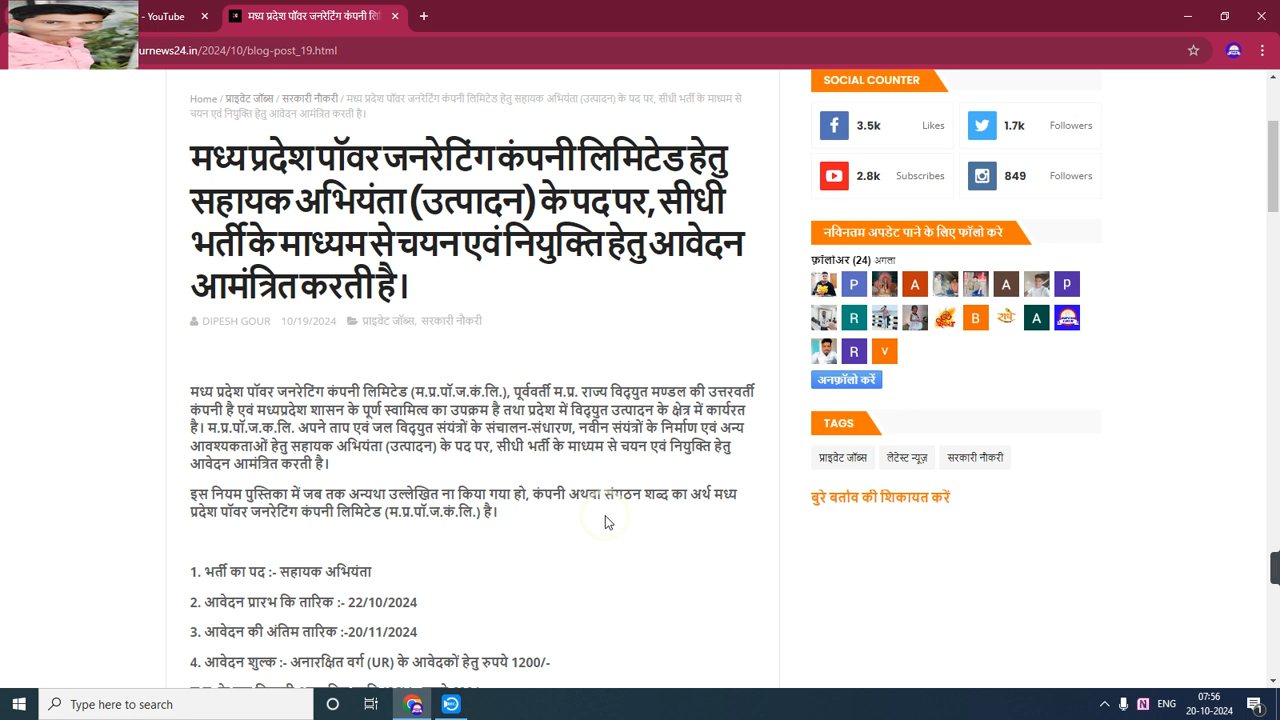 - YouTube
मध्य प्रदेश पॉवर जनरेटिंग कंपनी लि
urnews24.in/2024/10/blog-post_19.html
Home / प्राइवेट जॉब्स / सरकारी नौकरी / मध्य प्रदेश पॉवर जनरेटिंग कंपनी लिमिटेड हेतु सहायक अभियंता (उत्पादन) के पद पर, सीधी भर्ती के माध्यम से
चयन एवं नियुक्ति हेतु आवेदन आमंत्रित करती है।
मध्य प्रदेश पॉवर जनरेटिंग कंपनी लिमिटेड हेतु
सहायक अभियंता (उत्पादन) के पद पर, सीधी
भर्ती के माध्यम से चयन एवं नियुक्ति हेतु आवेदन
आमंत्रित करती है।
DIPESH GOUR 10/19/2024 प्राइवेट जॉब्स, सरकारी नौकरी
मध्य प्रदेश पॉवर जनरेटिंग कंपनी लिमिटेड (म.प्र.पॉ.ज.कं.लि.), पूर्ववर्ती म.प्र. राज्य विद्युत मण्डल की उत्तरवर्ती
कंपनी है एवं मध्यप्रदेश शासन के पूर्ण स्वामित्व का उपक्रम है तथा प्रदेश में विद्युत उत्पादन के क्षेत्र में कार्यरत
है। म.प्र.पॉ.ज.क.लि. अपने ताप एवं जल विद्युत संयंत्रों के संचालन-संधारण, नवीन संयंत्रों के निर्माण एवं अन्य
आवश्यकताओं हेतु सहायक अभियंता (उत्पादन) के पद पर, सीधी भर्ती के माध्यम से चयन एवं नियुक्ति हेतु
आवेदन आमंत्रित करती है।
इस नियम पुस्तिका में जब तक अन्यथा उल्लेखित ना किया गया हो, कंपनी अथवा संगठन शब्द का अर्थ मध्य
प्रदेश पॉवर जनरेटिंग कंपनी लिमिटेड (म.प्र.पॉ.ज.कं.लि.) है।
1. भर्ती का पद :- सहायक अभियंता
2. आवेदन प्रारभ कि तारिक :- 22/10/2024
3. आवेदन की अंतिम तारिक :-20/11/2024
4. आवेदन शुल्क :- अनारक्षित वर्ग (UR) के आवेदकों हेतु रुपये 1200/-
SOCIAL COUNTER
3.5k Likes
1.7k Followers
2.8k Subscribes
849 Followers
नविनतम अपडेट पाने के लिए फॉलो करे
फ़ॉलोअर (24) अगला
P A A p
R B राधे A
R v
अनफ़ॉलो करें
TAGS
प्राइवेट जॉब्स लेटेस्ट न्यूज़ सरकारी नौकरी
बुरे बर्ताव की शिकायत करें
Type here to search
ENG
07:56
20-10-2024